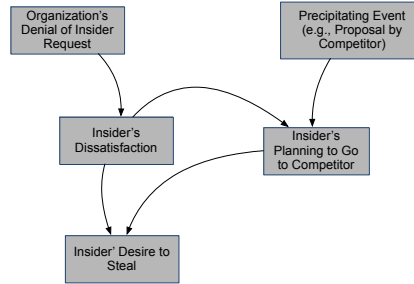 Organization's
Denial of Insider
Request
Precipitating Event
(e.g., Proposal by
Competitor)
Insider's
Dissatisfaction
Insider's
Planning to Go
to Competitor
Insider' Desire to
Steal